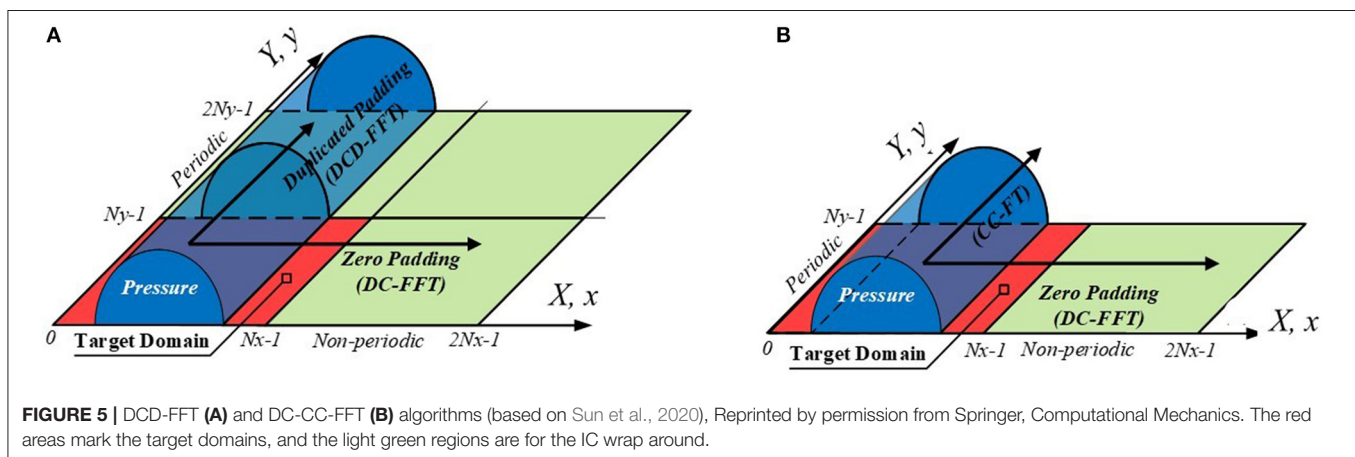 A
Y, y
2Ny-1
Periodic
Duplicated Padding
(DCD-FFT)
Ny-1
Zero Padding
(DC-FFT)
Pressure
X, x
0
Target Domain
Nx-1
Non-periodic
2Nx-1
B
Y, y
Ny-1
(CC-FT)
Periodic
Pressure
Zero Padding
(DC-FFT)
X, x
0
Target Domain
Nx-1
Non-periodic
2Nx-1
FIGURE 5 | DCD-FFT (A) and DC-CC-FFT (B) algorithms (based on Sun et al., 2020), Reprinted by permission from Springer, Computational Mechanics. The red
areas mark the target domains, and the light green regions are for the IC wrap around.